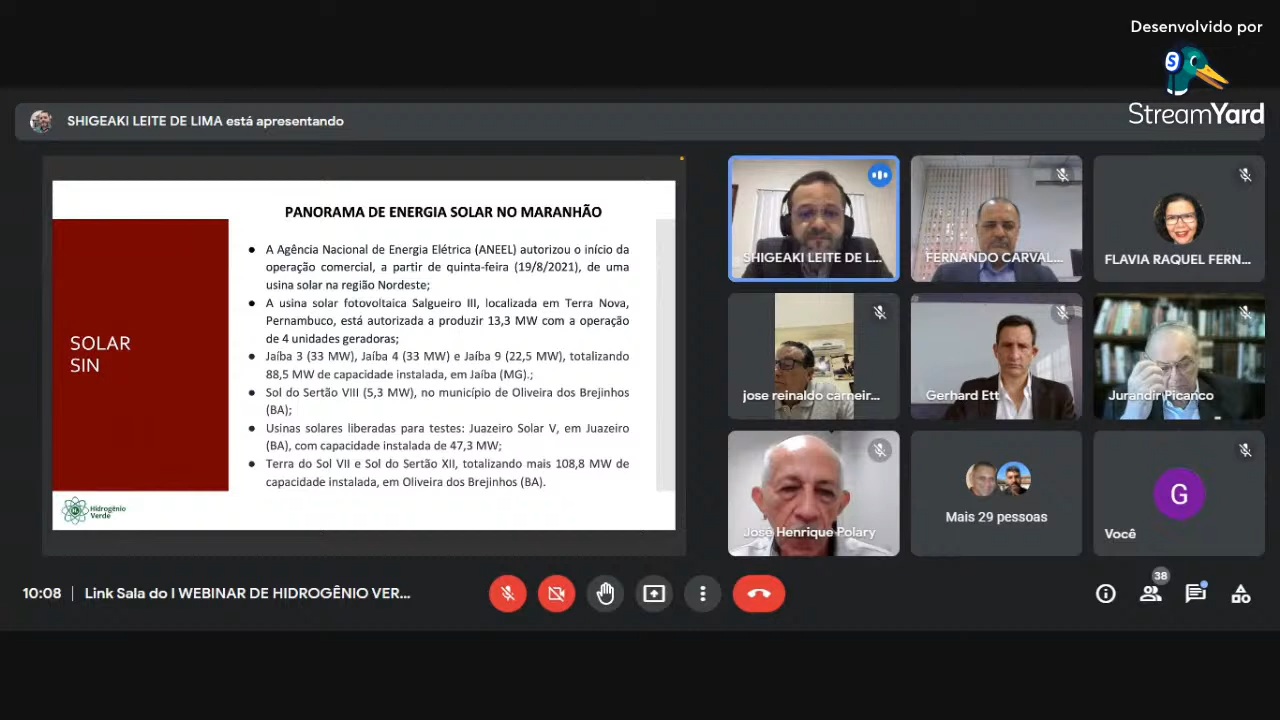 Desenvolvido por
StreamYard
SHIGEAKI LEITE DE LIMA está apresentando
PANORAMA DE ENERGIA SOLAR NO MARANHÃO
SOLAR
SIN
● A Agência Nacional de Energia Elétrica (ANEEL) autorizou o início da
operação comercial, a partir de quinta-feira (19/8/2021), de uma
usina solar na região Nordeste;
● A usina solar fotovoltaica Salgueiro III, localizada em Terra Nova,
Pernambuco, está autorizada a produzir 13,3 MW com a operação
de 4 unidades geradoras;
● Jaíba 3 (33 MW), Jaíba 4 (33 MW) e Jaíba 9 (22,5 MW), totalizando
88,5 MW de capacidade instalada, em Jaíba (MG).;
● Sol do Sertão VIII (5,3 MW), no município de Oliveira dos Brejinhos
(BA);
● Usinas solares liberadas para testes: Juazeiro Solar V, em Juazeiro
(BA), com capacidade instalada de 47,3 MW;
● Terra do Sol VII e Sol do Sertão XII, totalizando mais 108,8 MW de
capacidade instalada, em Oliveira dos Brejinhos (BA).
Hidrogênio
Verde
SHIGEAKI LEITE DE L...
FERNANDO CARVAL...
FLAVIA RAQUEL FERN...
jose reinaldo carneir...
Gerhard Ett
Jurandir Picanço
José Henrique Polary
Mais 29 pessoas
G
Você
10:08 | Link Sala do I WEBINAR DE HIDROGÊNIO VER...
38